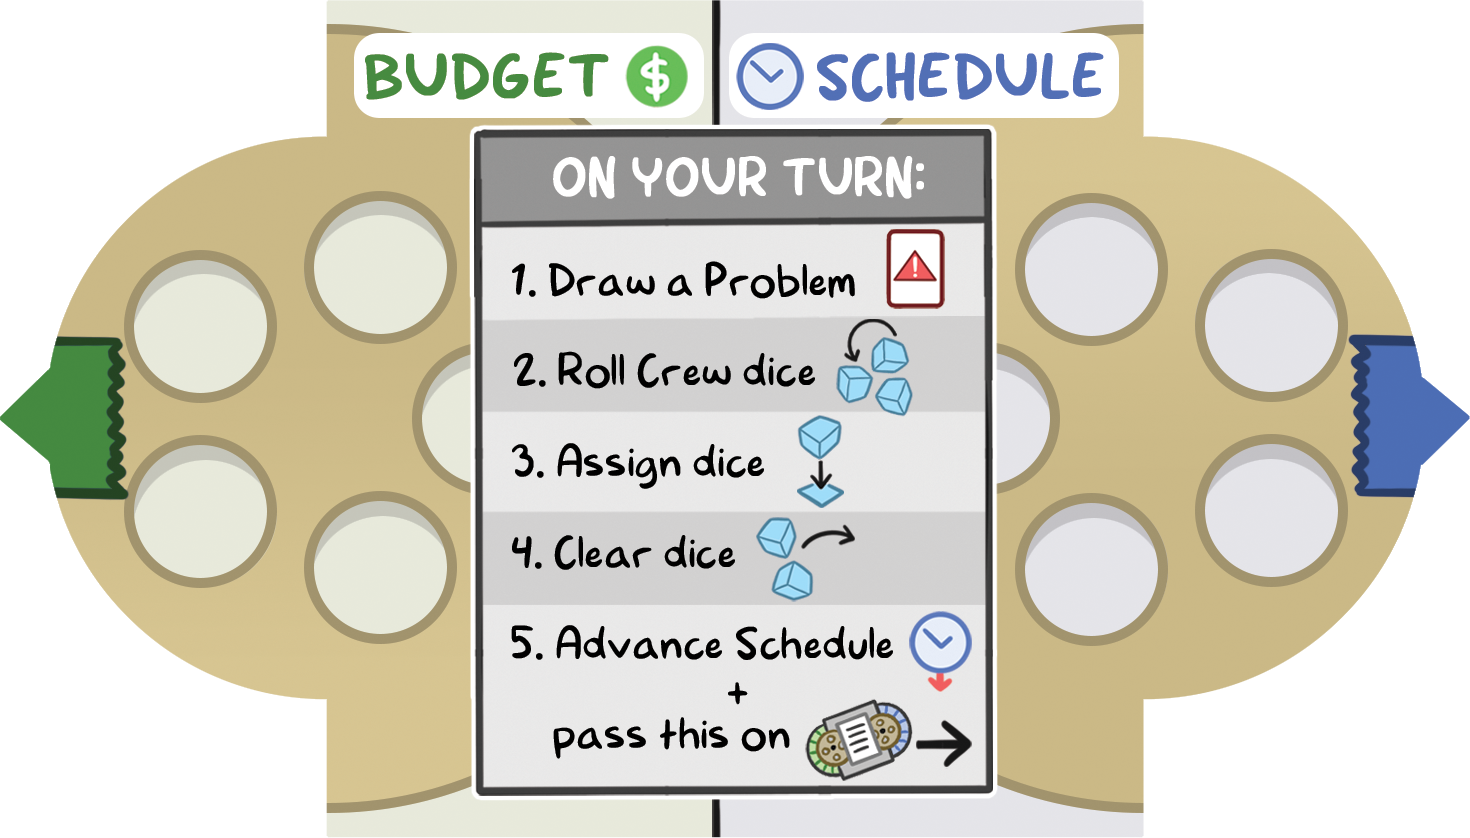 BUDGET $
SCHEDULE
ON YOUR TURN:
1. Draw a Problem
2. Roll Crew dice
3. Assign dice
4. Clear dice
5. Advance Schedule
+
pass this on